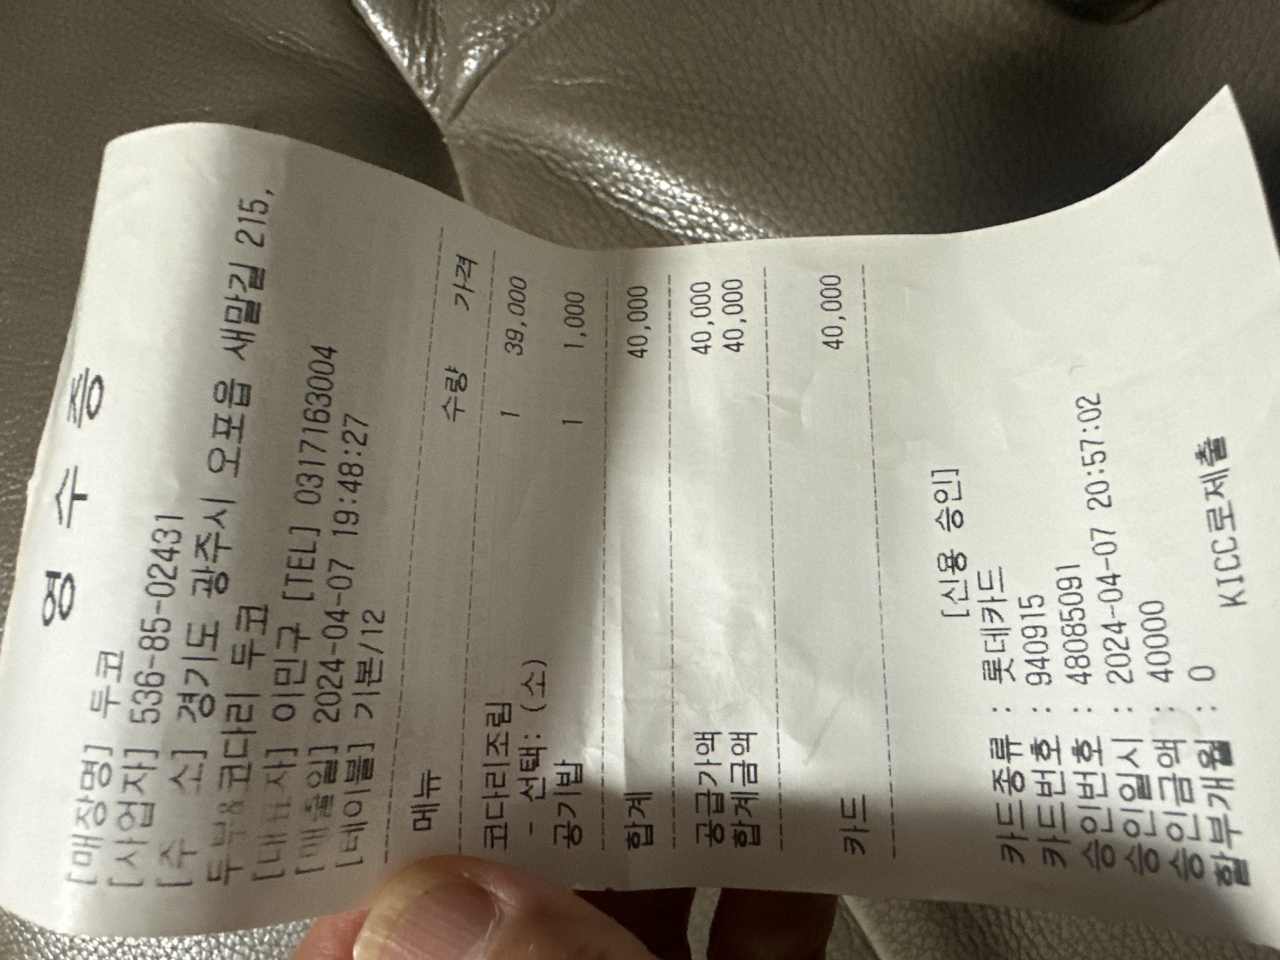 영 수 증
[매장명] 두코
[사업자] 536-85-02431
[주 소] 경기도 광주시 오포읍 새말길 215,
두부&코다리 두코
[대표자] 이민구 [TEL] 0317163004
[매출일] 2024-04-07 19:48:27
[테이블] 기본/12
메뉴 수량 가격
코다리조림 1 39,000
- 선택: (소)
공기밥 1 1,000
합계 40,000
공급가액 40,000
합계금액 40,000
카드 40,000
[신용 승인]
카드종류 : 롯데카드
카드번호 : 940915
승인번호 : 48085091
승인일시 : 2024-04-07 20:57:02
승인금액 : 40000
할부개월 : 0
KICC로제출